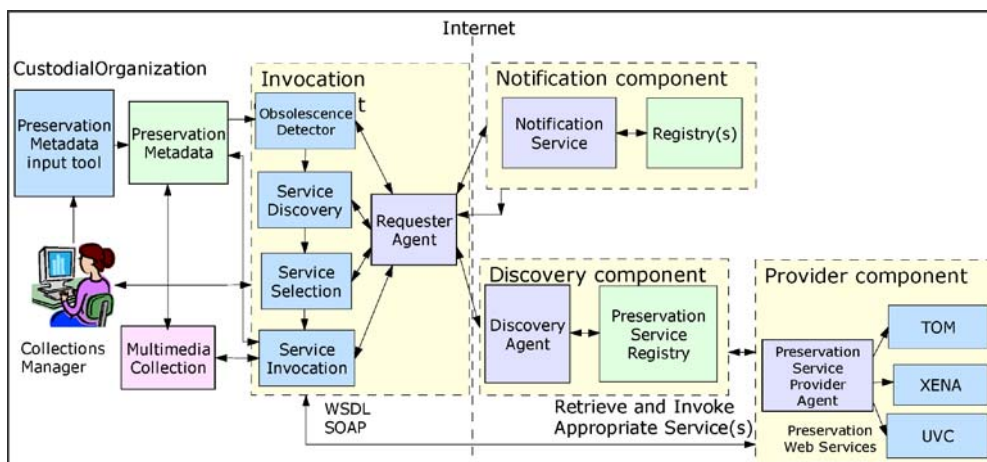 Internet
CustodialOrganization
Preservation
Metadata
input tool
Preservation
Metadata
Collections
Manager
Multimedia
Collection
Invocation
Obsolescence
Detector
Service
Discovery
Service
Selection
Service
Invocation
Requester
Agent
WSDL
SOAP
Notification component
Notification
Service
Registry(s)
Discovery component
Discovery
Agent
Preservation
Service
Registry
Retrieve and Invoke
Appropriate Service(s)
Provider component
Preservation
Service
Provider
Agent
Preservation
Web Services
TOM
XENA
UVC